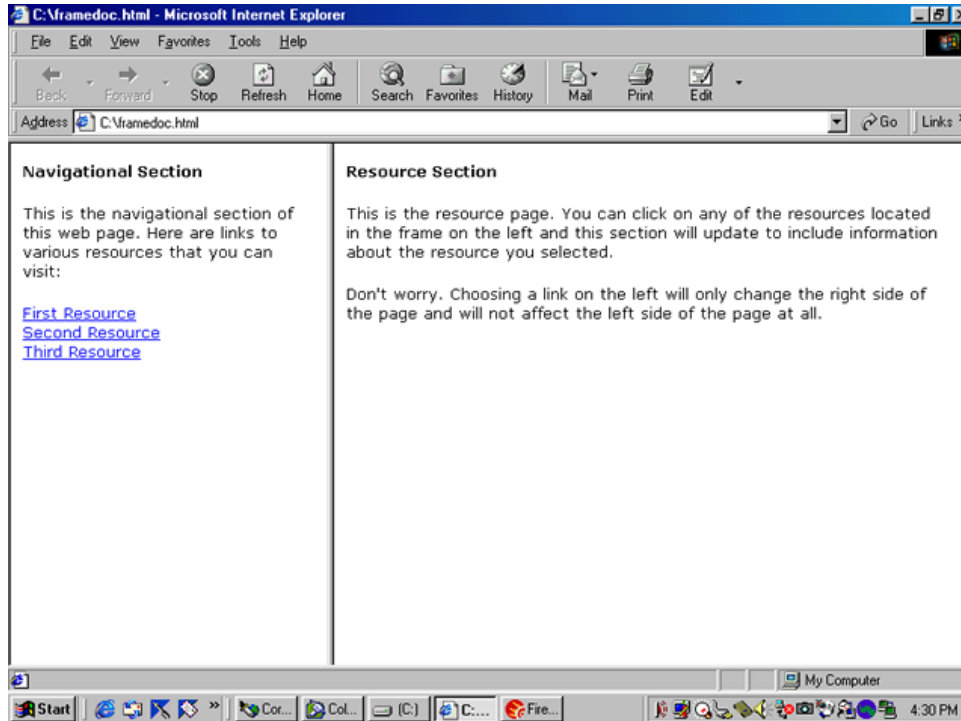 C:\framedoc.html - Microsoft Internet Explorer
File Edit View Favorites Tools Help
Back Forward Stop Refresh Home Search Favorites History Mail Print Edit
Address C:\framedoc.html Go Links
Navigational Section
This is the navigational section of
this web page. Here are links to
various resources that you can
visit:
First Resource
Second Resource
Third Resource
Resource Section
This is the resource page. You can click on any of the resources located
in the frame on the left and this section will update to include information
about the resource you selected.
Don't worry. Choosing a link on the left will only change the right side of
the page and will not affect the left side of the page at all.
My Computer
Start » Cor... Col... (C:) C:... Fire... 4:30 PM